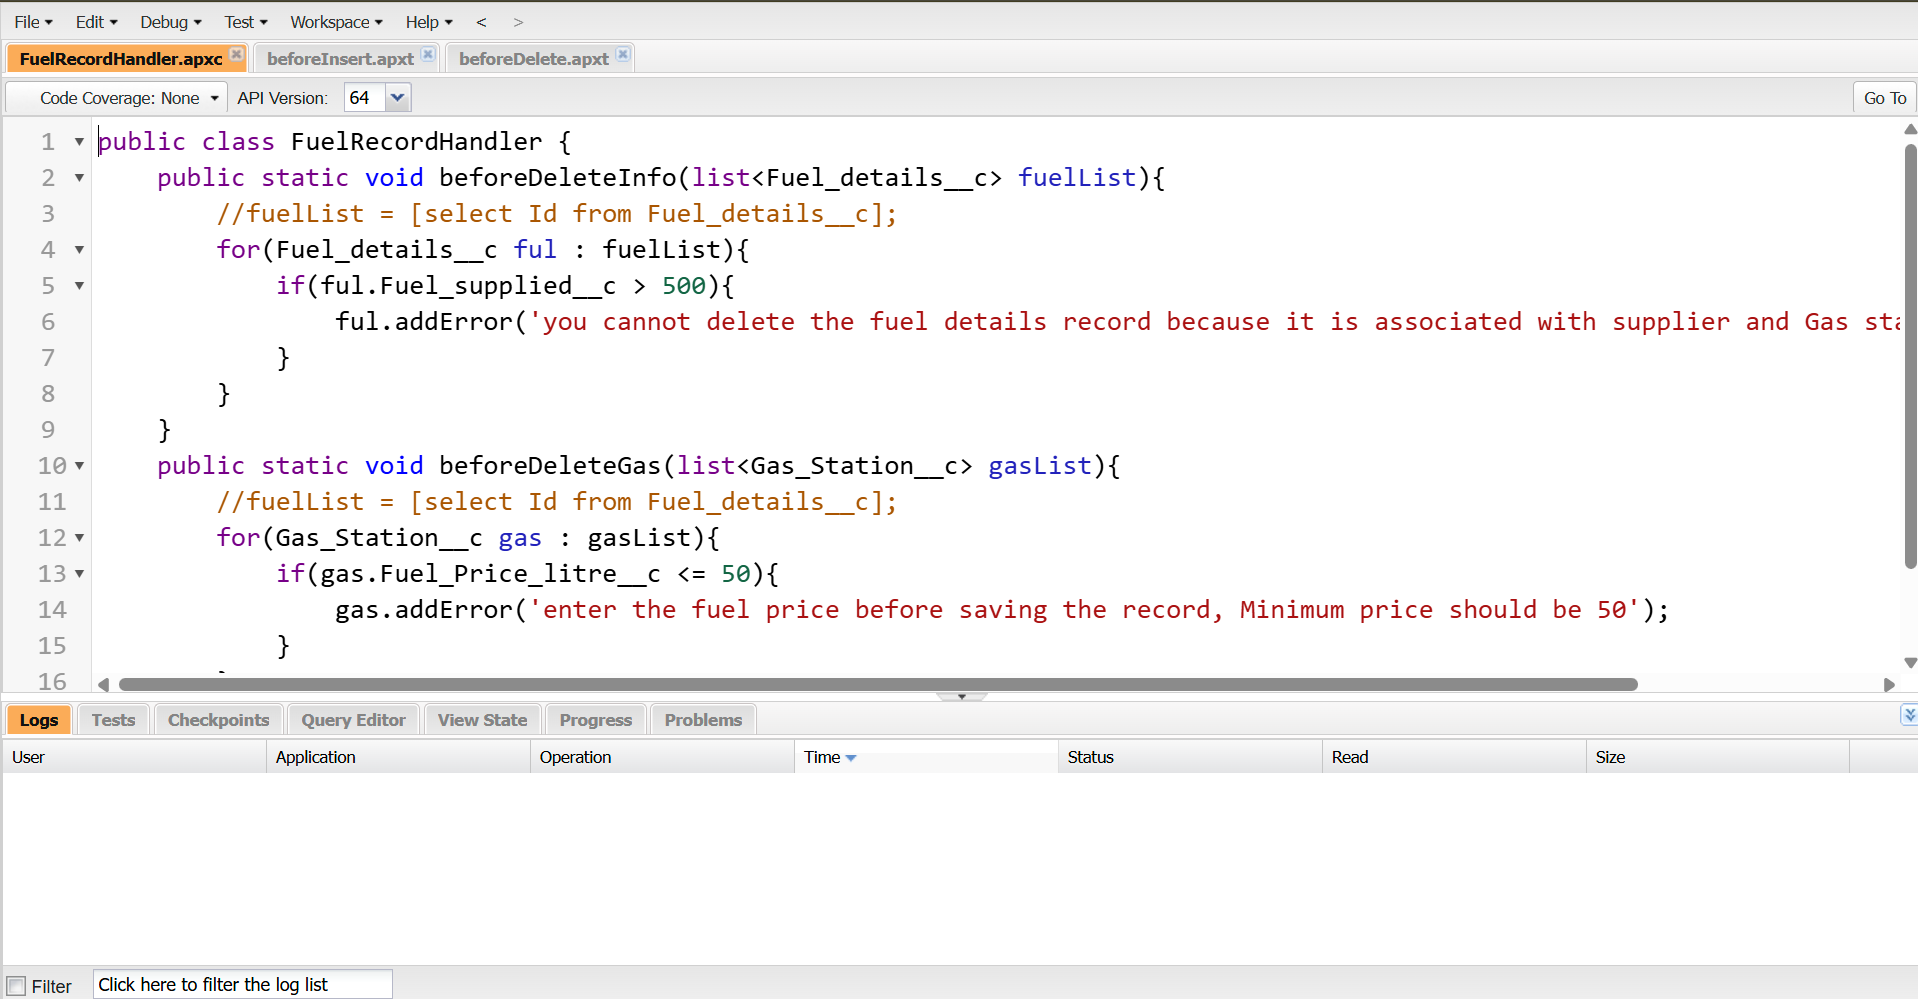 File Edit Debug Test Workspace Help < >
FuelRecordHandler.apxc beforeInsert.apxt beforeDelete.apxt
Code Coverage: None API Version: 64 Go To
1 public class FuelRecordHandler {
2 public static void beforeDeleteInfo(list<Fuel_details__c> fuelList){
3 //fuelList = [select Id from Fuel_details__c];
4 for(Fuel_details__c ful : fuelList){
5 if(ful.Fuel_supplied__c > 500){
6 ful.addError('you cannot delete the fuel details record because it is associated with supplier and Gas sta
7 }
8 }
9 }
10 public static void beforeDeleteGas(list<Gas_Station__c> gasList){
11 //fuelList = [select Id from Fuel_details__c];
12 for(Gas_Station__c gas : gasList){
13 if(gas.Fuel_Price_litre__c <= 50){
14 gas.addError('enter the fuel price before saving the record, Minimum price should be 50');
15 }
16
Logs Tests Checkpoints Query Editor View State Progress Problems
User Application Operation Time Status Read Size
Filter Click here to filter the log list